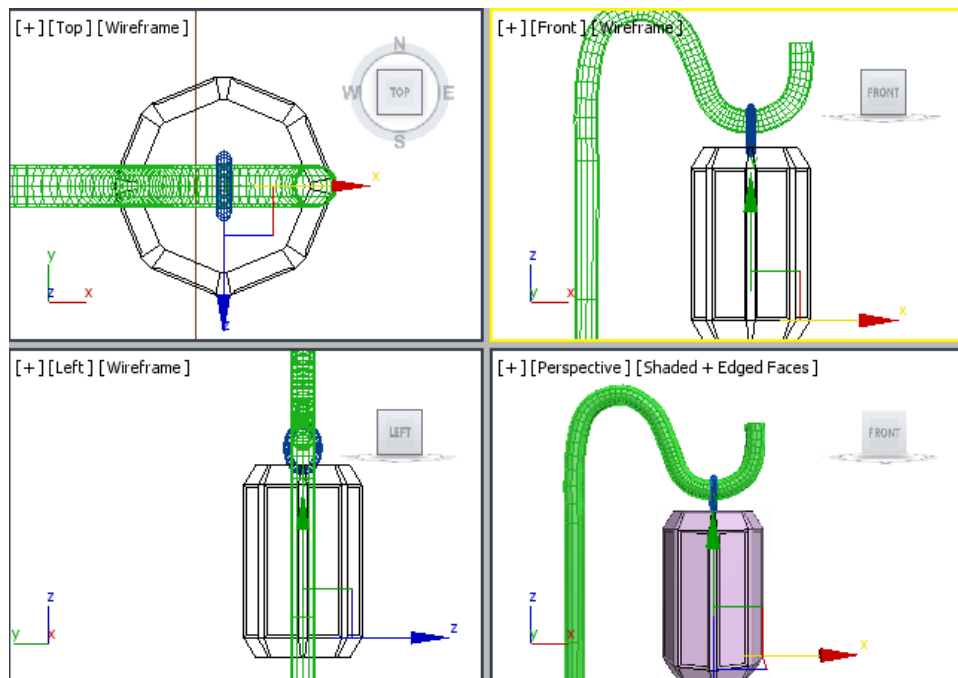 [+] [Top] [Wireframe]
N
W
TOP
E
S
x
z
y
z
x
[+] [Front] [Wireframe]
FRONT
y
x
z
y
x
[+] [Left] [Wireframe]
LEFT
z
z
y
x
[+] [Perspective] [Shaded + Edged Faces]
FRONT
x
z
y
x